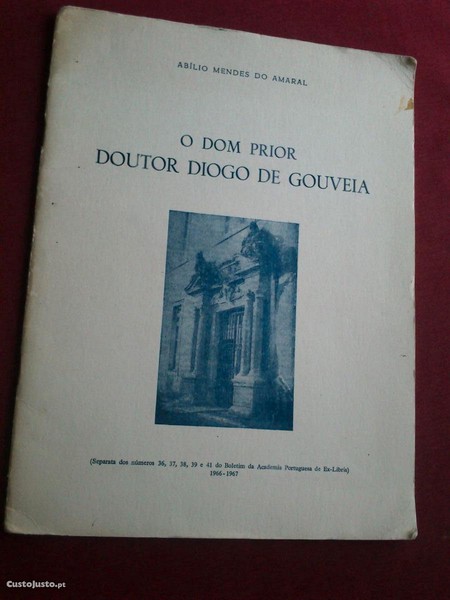 ABÍLIO MENDES DO AMARAL
O DOM PRIOR
DOUTOR DIOGO DE GOUVEIA
(Separata dos números 36, 37, 38, 39 e 41 do Boletim da Academia Portuguesa de Ex-Líbris)
1966-1967
CustoJusto.pt